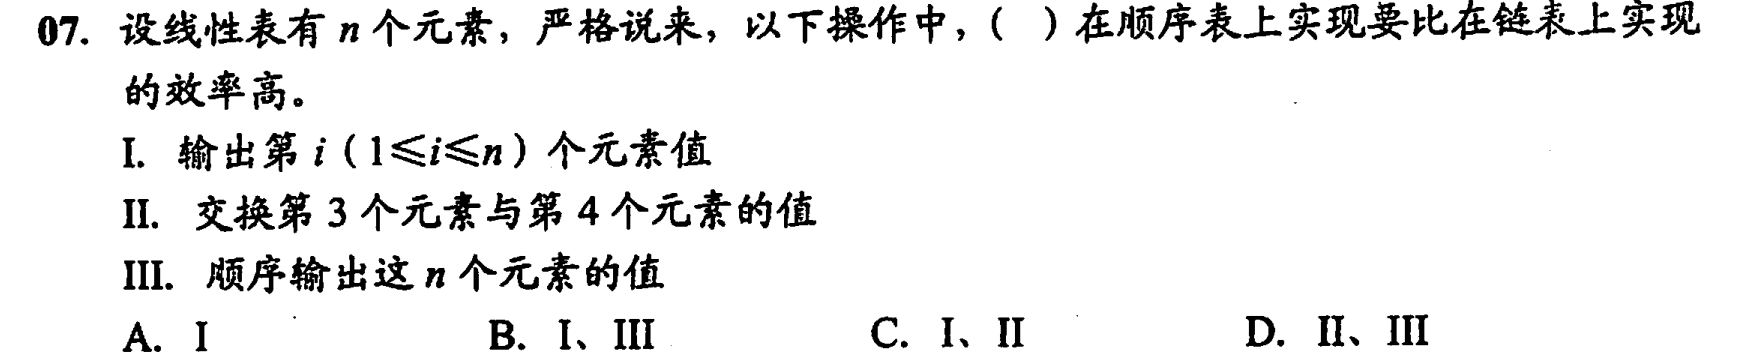 07. 设线性表有 n 个元素，严格说来，以下操作中，（ ）在顺序表上实现要比在链表上实现
的效率高。
I. 输出第 i（1≤i≤n）个元素值
II. 交换第 3 个元素与第 4 个元素的值
III. 顺序输出这 n 个元素的值
A. I B. I、III C. I、II D. II、III